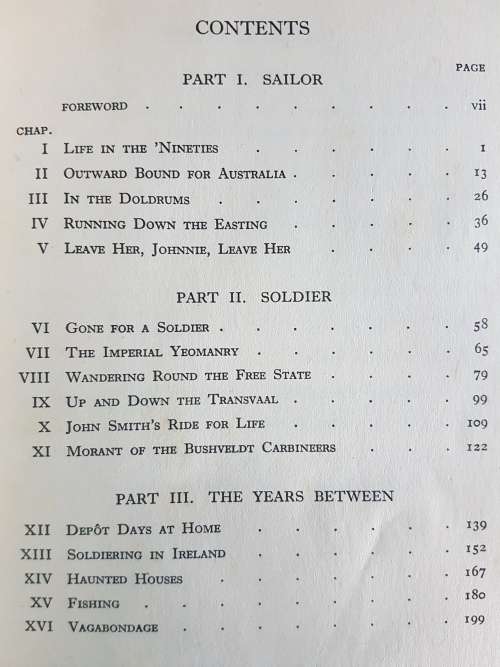 CONTENTS
PART I. SAILOR
PAGE
FOREWORD . . . . . . . . . vii
CHAP.
I LIFE IN THE 'NINETIES . . . . . 1
II OUTWARD BOUND FOR AUSTRALIA . . . . 13
III IN THE DOLDRUMS . . . . . . 26
IV RUNNING DOWN THE EASTING . . . . 36
V LEAVE HER, JOHNNIE, LEAVE HER . . . . 49
PART II. SOLDIER
VI GONE FOR A SOLDIER . . . . . . 58
VII THE IMPERIAL YEOMANRY . . . . . 65
VIII WANDERING ROUND THE FREE STATE . . . 79
IX UP AND DOWN THE TRANSVAAL . . . . 99
X JOHN SMITH'S RIDE FOR LIFE . . . . 109
XI MORANT OF THE BUSHVELDT CARBINEERS . . . 122
PART III. THE YEARS BETWEEN
XII DEPÔT DAYS AT HOME . . . . . 139
XIII SOLDIERING IN IRELAND . . . . . 152
XIV HAUNTED HOUSES . . . . . . 167
XV FISHING . . . . . . . . 180
XVI VAGABONDAGE . . . . . . . 199